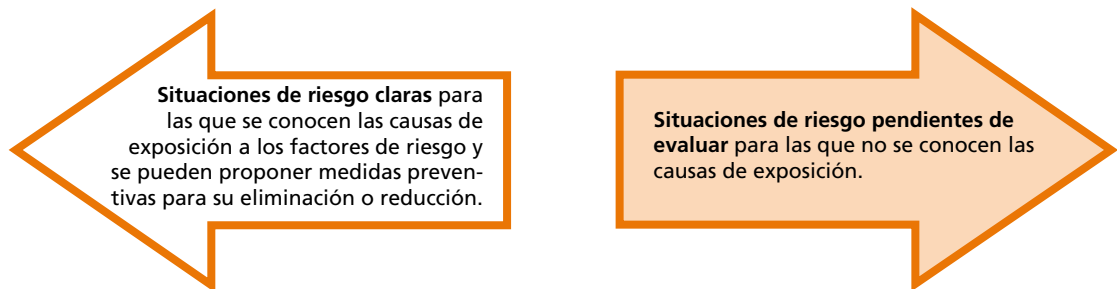 Situaciones de riesgo claras para
las que se conocen las causas de
exposición a los factores de riesgo y
se pueden proponer medidas preven-
tivas para su eliminación o reducción.
Situaciones de riesgo pendientes de
evaluar para las que no se conocen las
causas de exposición.